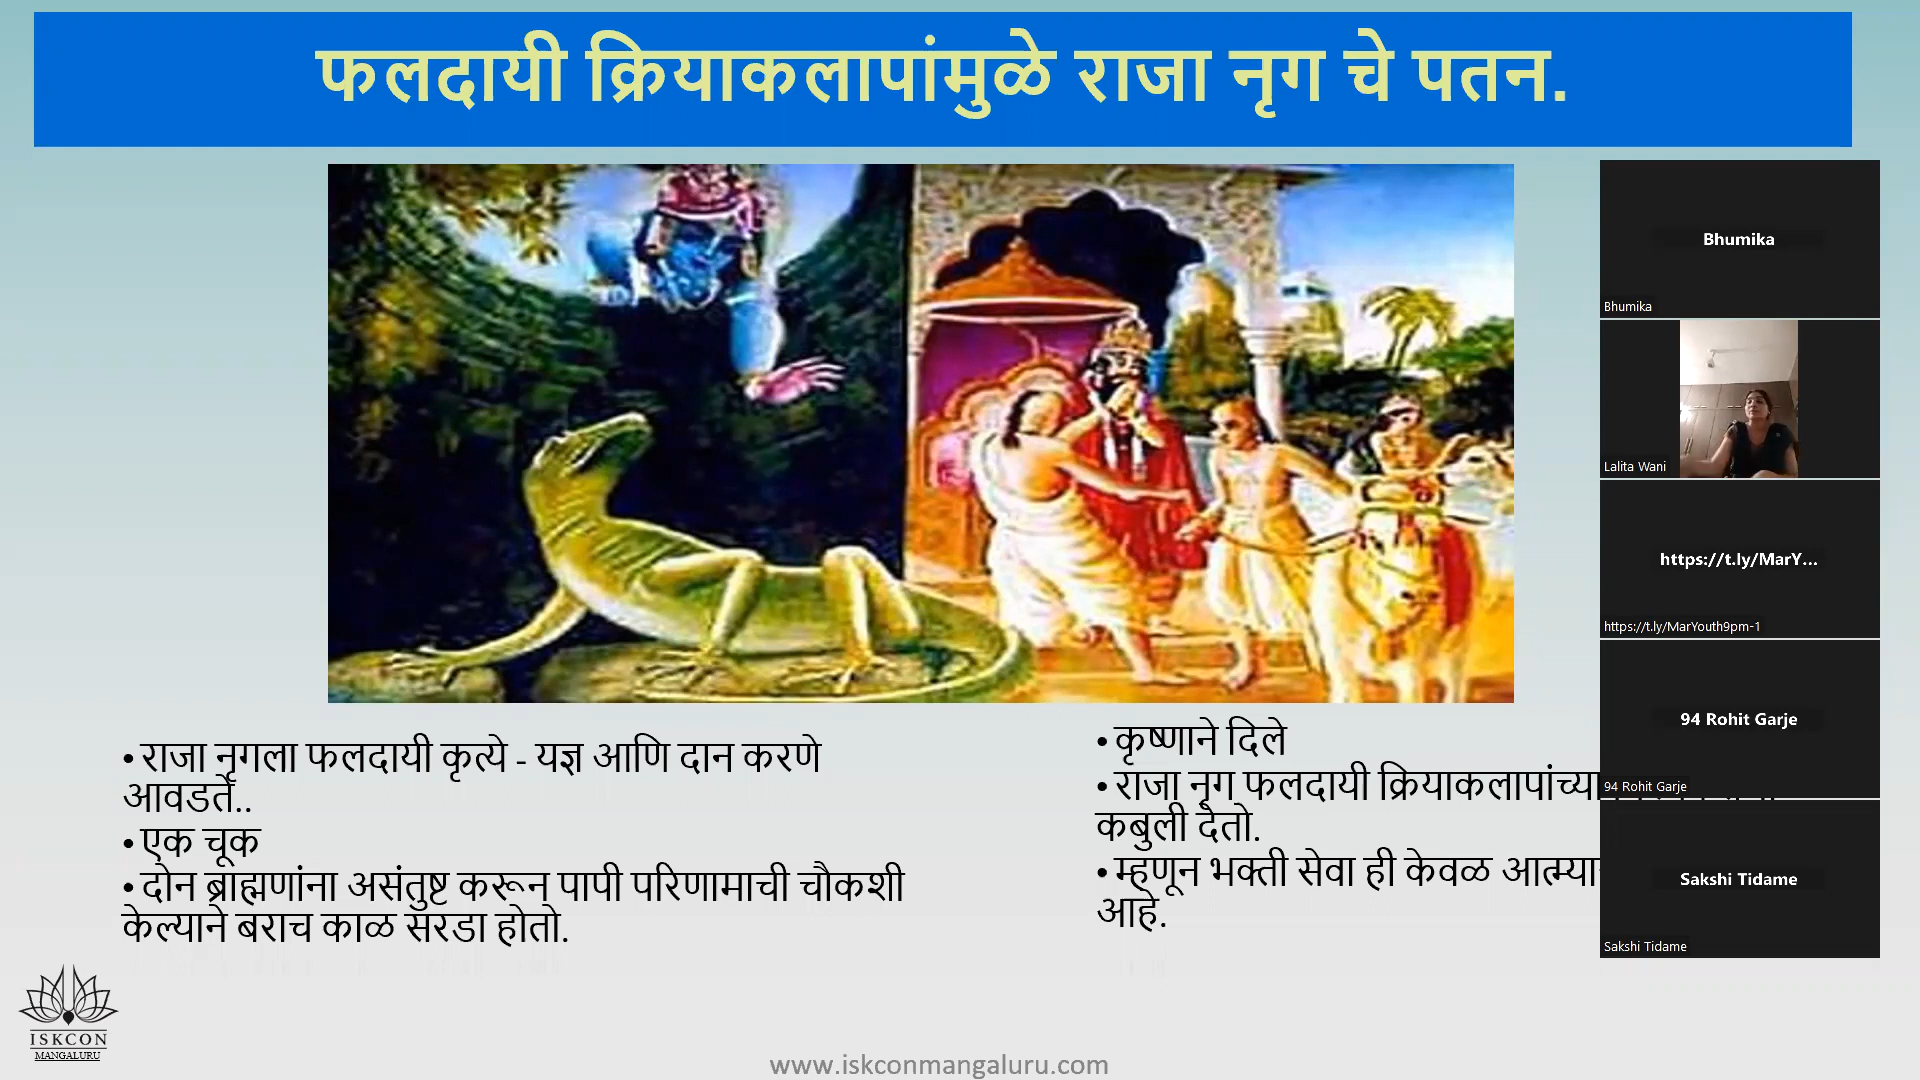 फलदायी क्रियाकलापांमुळे राजा नृग चे पतन.
• राजा नृगला फलदायी कृत्ये - यज्ञ आणि दान करणे
आवडते..
• एक चूक
• दोन ब्राह्मणांना असंतुष्ट करून पापी परिणामाची चौकशी
केल्याने बराच काळ सरडा होतो.
• कृष्णाने दिले
• राजा नृग फलदायी क्रियाकलापांच्या
कबुली देतो.
• म्हणून भक्ती सेवा ही केवळ
आहे.
Bhumika
Bhumika
Lalita Wani
https://t.ly/MarY...
https://t.ly/MarYouth9pm-1
94 Rohit Garje
94 Rohit Garje
Sakshi Tidame
Sakshi Tidame
ISKCON
MANGALURU
www.iskconmangaluru.com